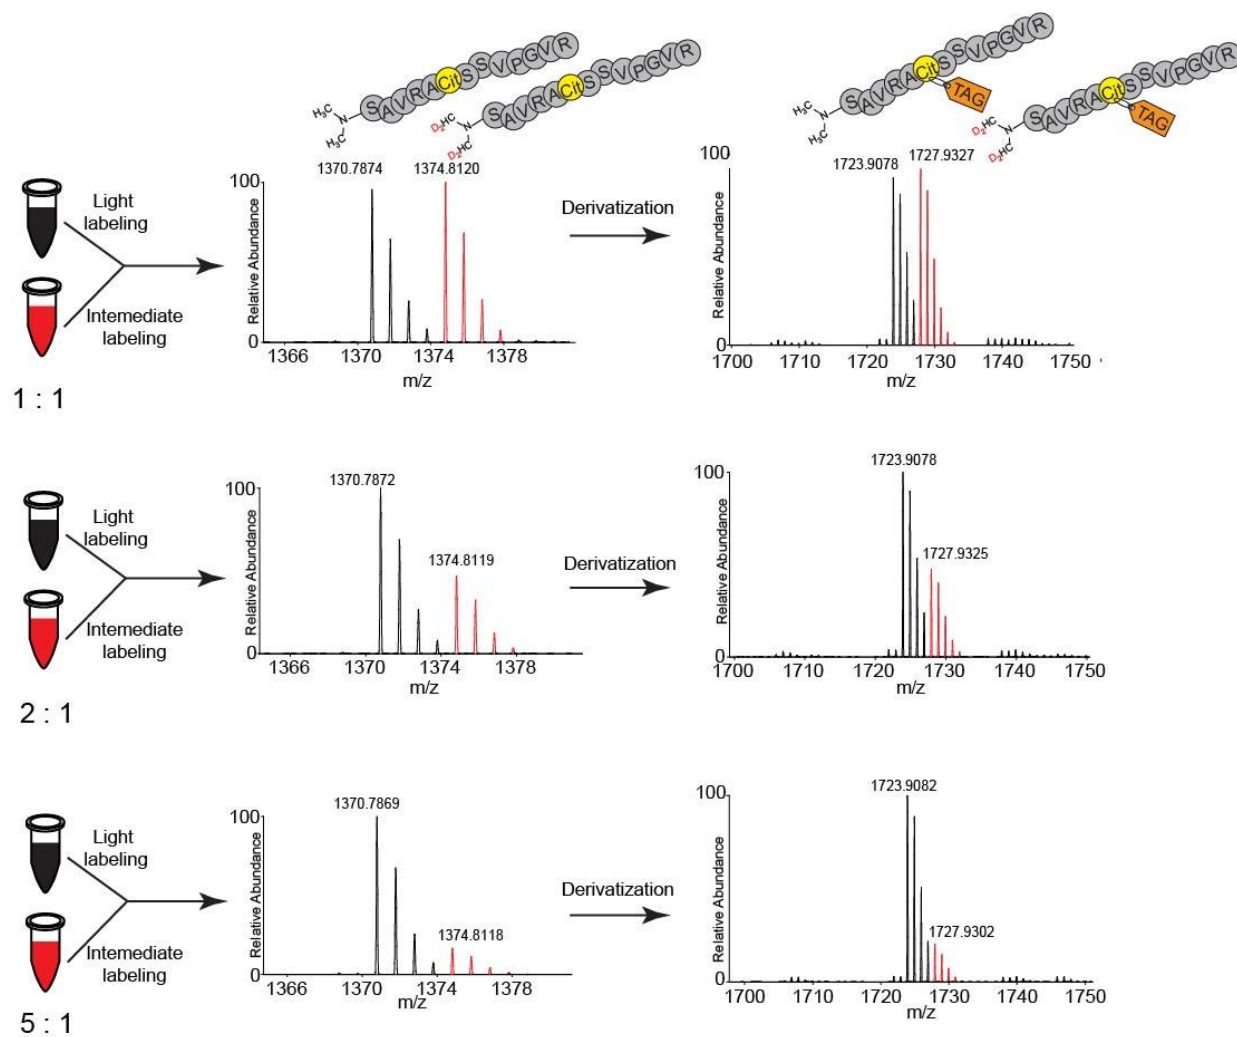 S A V R A Cit S S V P G V R
S A V R A Cit S S V P G V R
H₃C N
H₃C
D₂HC N
D₂HC
S A V R A Cit S S V P G V R
TAG
S A V R A Cit S S V P G V R
TAG
H₃C N
H₃C
D₂HC N
D₂HC
Light
labeling
Intemediate
labeling
1 : 1
1370.7874 1374.8120
100
Relative Abundance
0
1366 1370 1374 1378
m/z
Derivatization
1723.9078 1727.9327
100
Relative Abundance
0
1700 1710 1720 1730 1740 1750
m/z
Light
labeling
Intemediate
labeling
2 : 1
1370.7872
1374.8119
100
Relative Abundance
0
1366 1370 1374 1378
m/z
Derivatization
1723.9078
1727.9325
100
Relative Abundance
0
1700 1710 1720 1730 1740 1750
m/z
Light
labeling
Intemediate
labeling
5 : 1
1370.7869
1374.8118
100
Relative Abundance
0
1366 1370 1374 1378
m/z
Derivatization
1723.9082
1727.9302
100
Relative Abundance
0
1700 1710 1720 1730 1740 1750
m/z